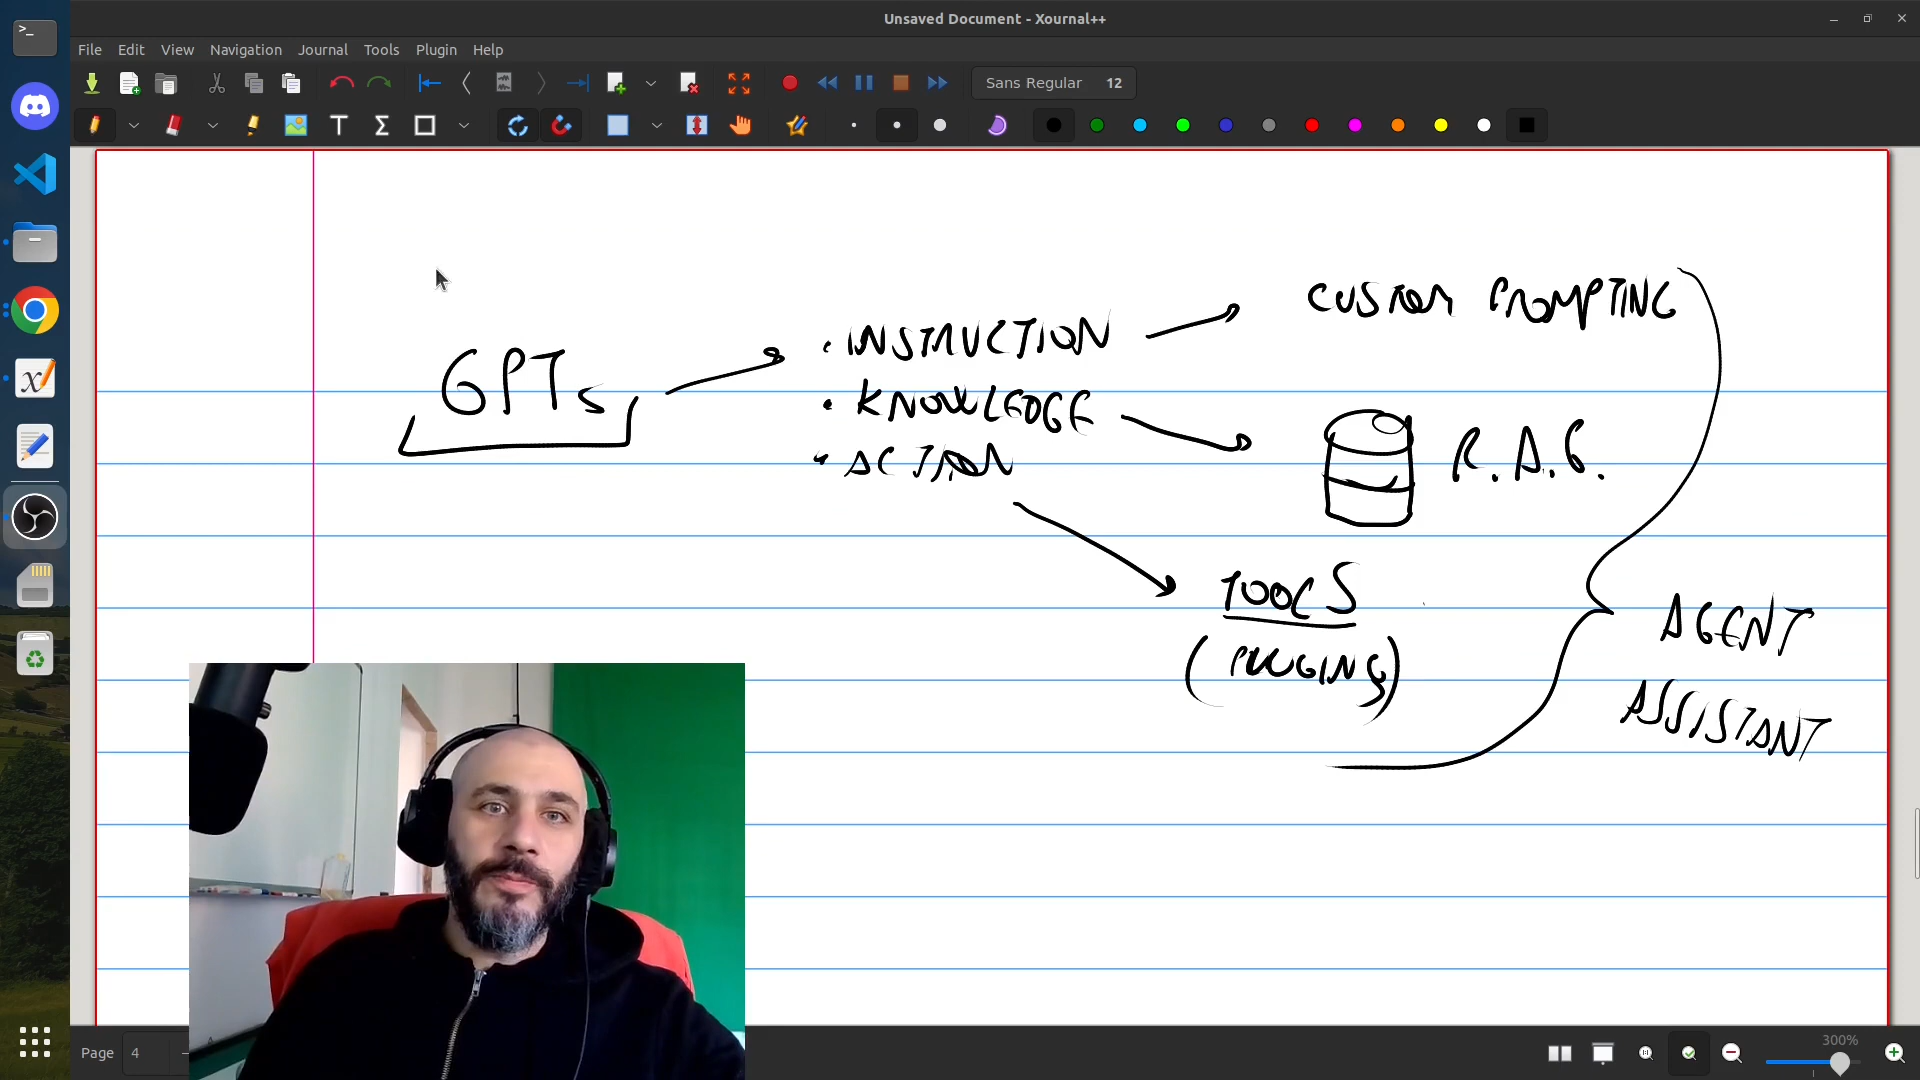 Unsaved Document - Xournal++
File Edit View Navigation Journal Tools Plugin Help
Sans Regular 12
GPTs
• INSTRUCTION
• KNOWLEDGE
• ACTION
CUSTOM PROMPTING
R.A.G.
TOOLS
(PLUGINS)
AGENT
ASSISTANT
Page 4
300%